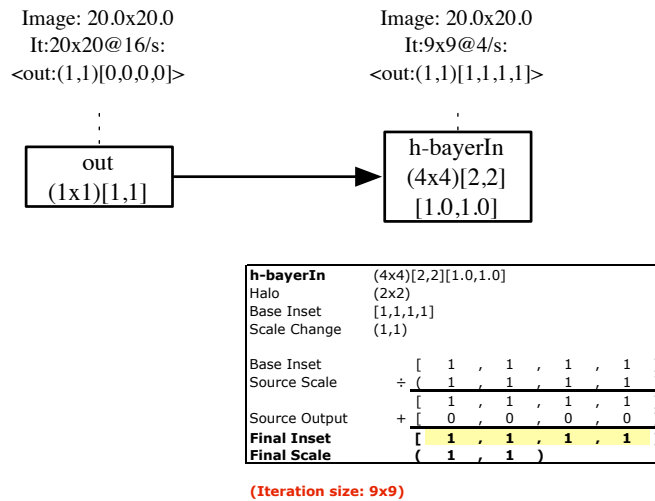 Image: 20.0x20.0
It:20x20@16/s:
<out:(1,1)[0,0,0,0]>
Image: 20.0x20.0
It:9x9@4/s:
<out:(1,1)[1,1,1,1]>
out
(1x1)[1,1]
h-bayerIn
(4x4)[2,2]
[1.0,1.0]
h-bayerIn (4x4)[2,2][1.0,1.0]
Halo (2x2)
Base Inset [1,1,1,1]
Scale Change (1,1)
Base Inset [ 1 , 1 , 1 , 1 ]
Source Scale ÷ ( 1 , 1 , 1 , 1
[ 1 , 1 , 1 , 1 ]
Source Output + [ 0 , 0 , 0 , 0 ]
Final Inset [ 1 , 1 , 1 , 1 ]
Final Scale ( 1 , 1 )
(Iteration size: 9x9)